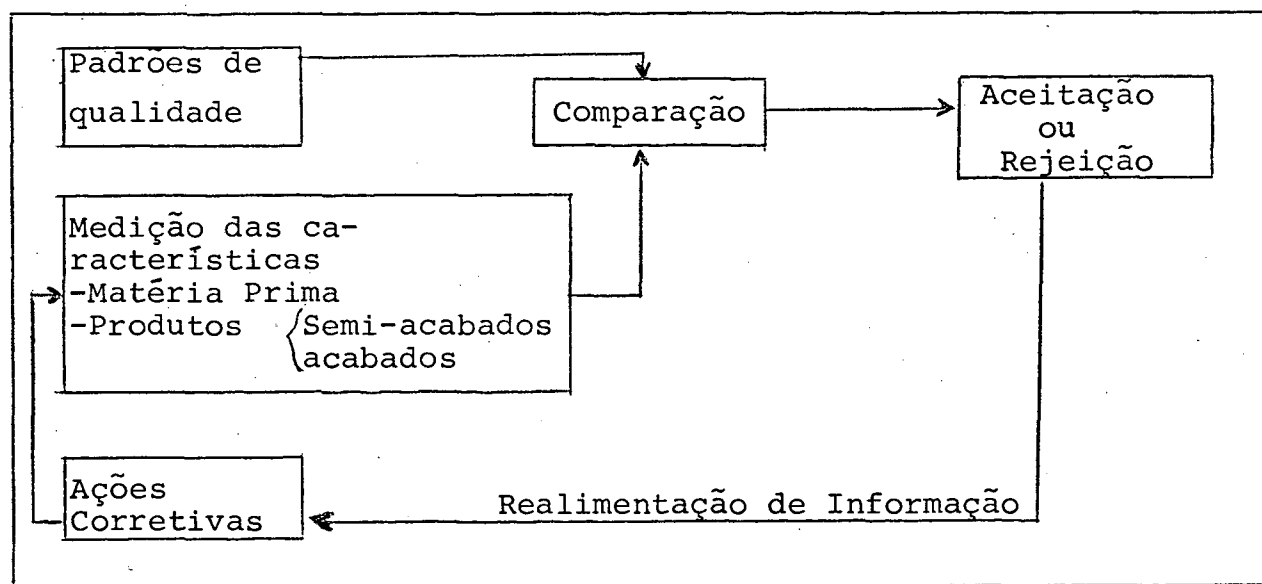 Padrões de
qualidade
Comparação
Aceitação
ou
Rejeição
Medição das ca-
racterísticas
-Matéria Prima
-Produtos {Semi-acabados
acabados
Ações
Corretivas
Realimentação de Informação